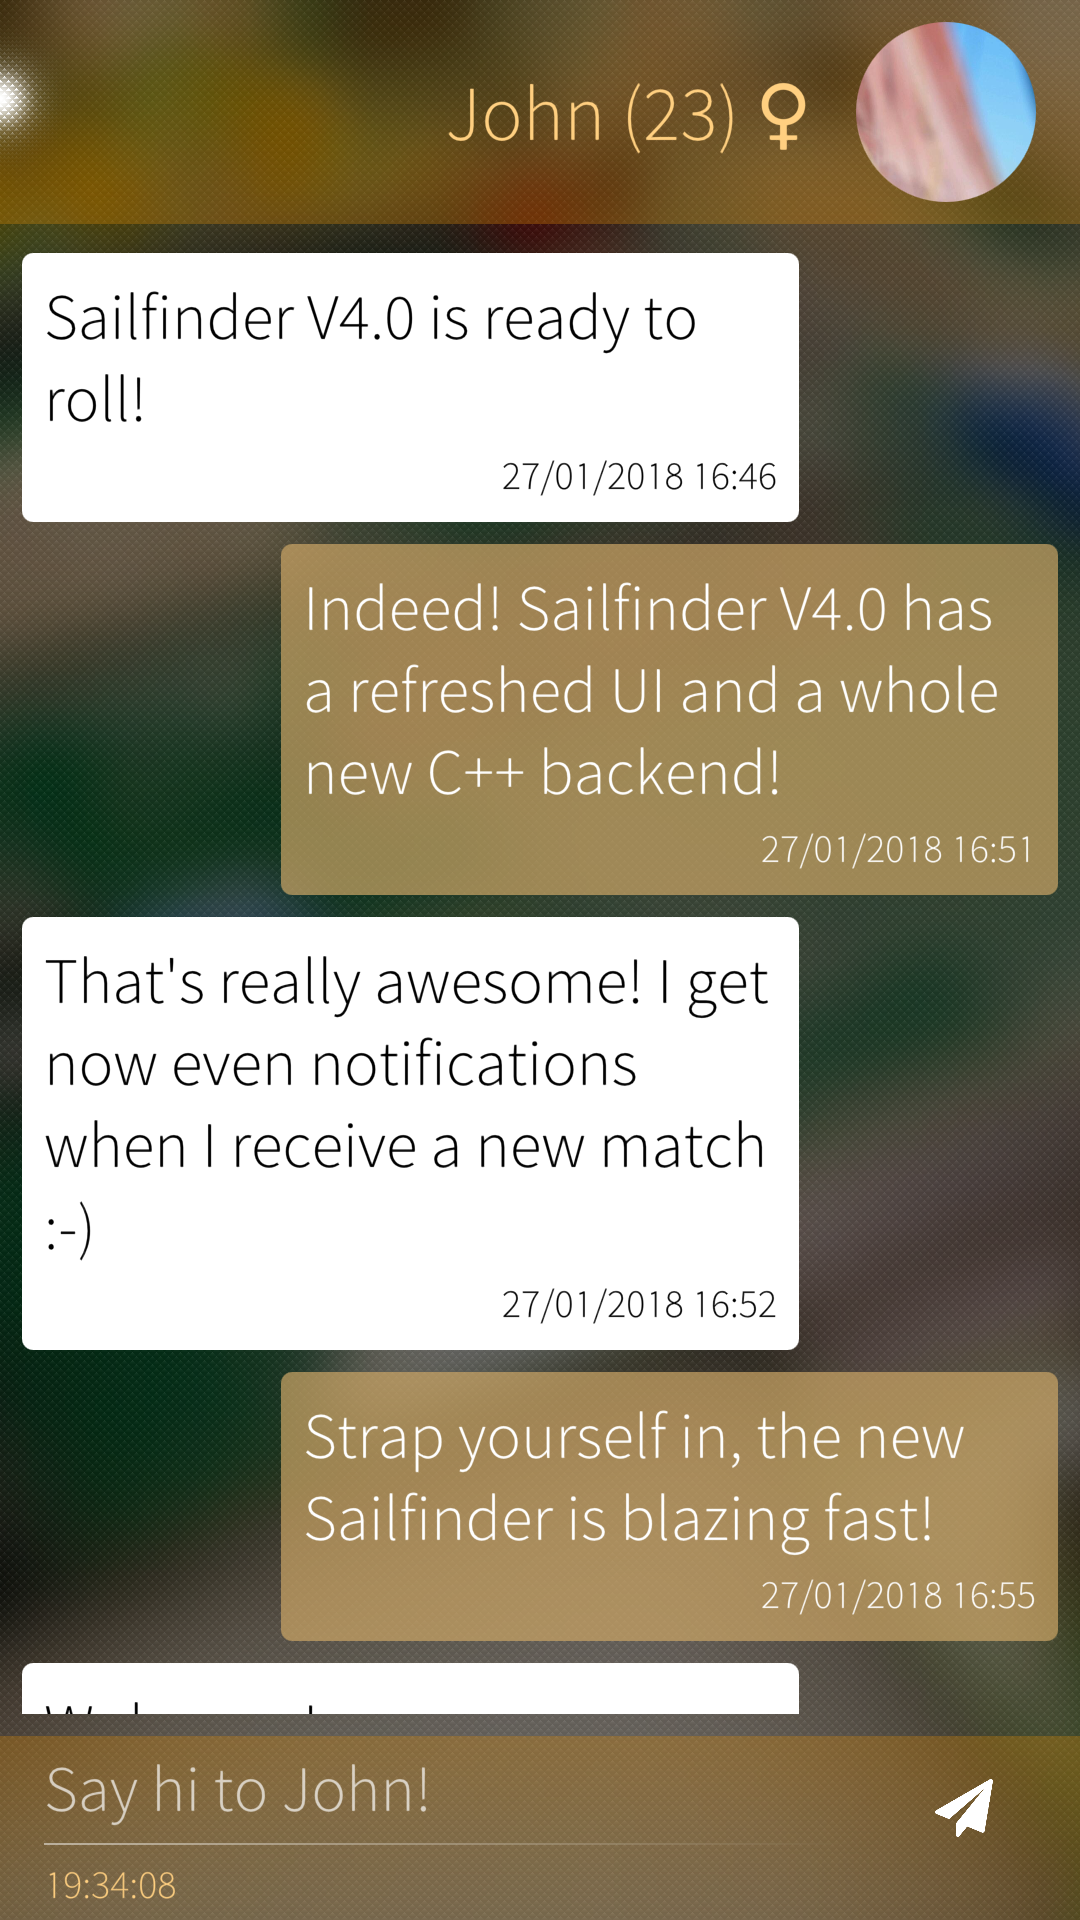 John (23) ♀
Sailfinder V4.0 is ready to
roll!
27/01/2018 16:46
Indeed! Sailfinder V4.0 has
a refreshed UI and a whole
new C++ backend!
27/01/2018 16:51
That's really awesome! I get
now even notifications
when I receive a new match
:-)
27/01/2018 16:52
Strap yourself in, the new
Sailfinder is blazing fast!
27/01/2018 16:55
Say hi to John!
19:34:08